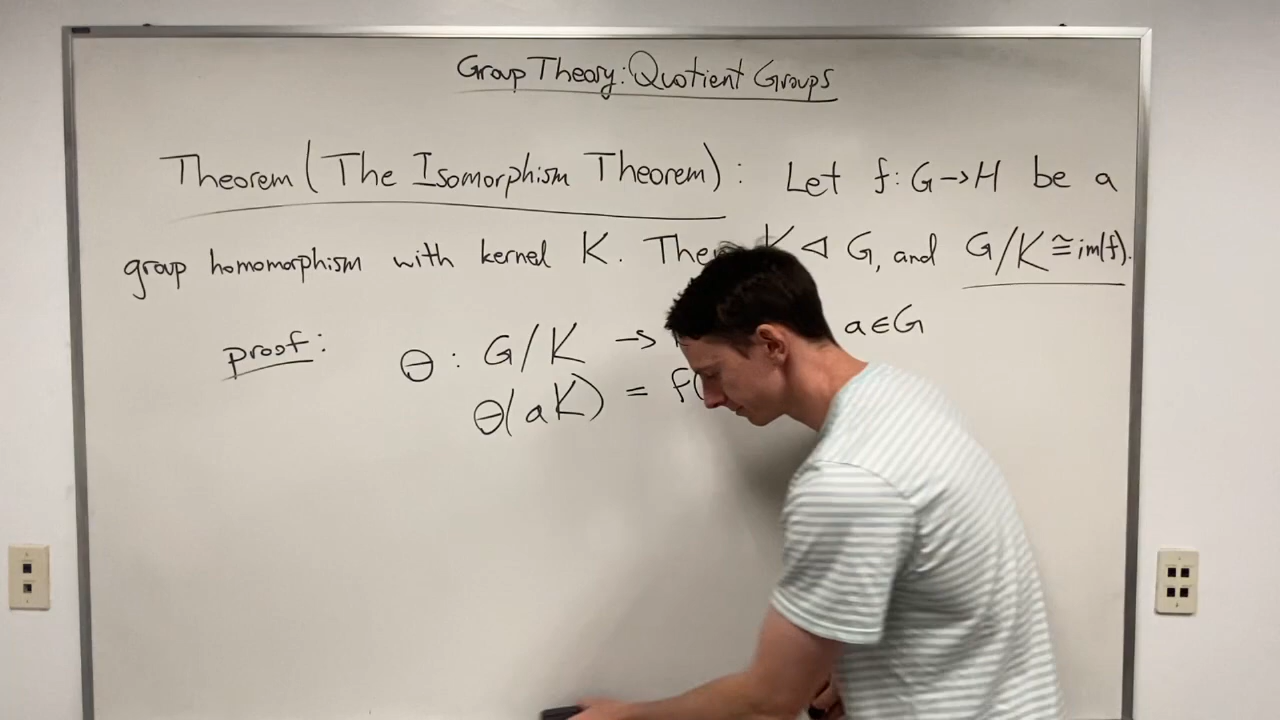 Group Theory: Quotient Groups
Theorem (The Isomorphism Theorem): Let f: G→H be a
group homomorphism with kernel K. Then K ⊲ G, and G/K ≅ im(f).
proof: θ: G/K → a∈G
θ(aK) = f(